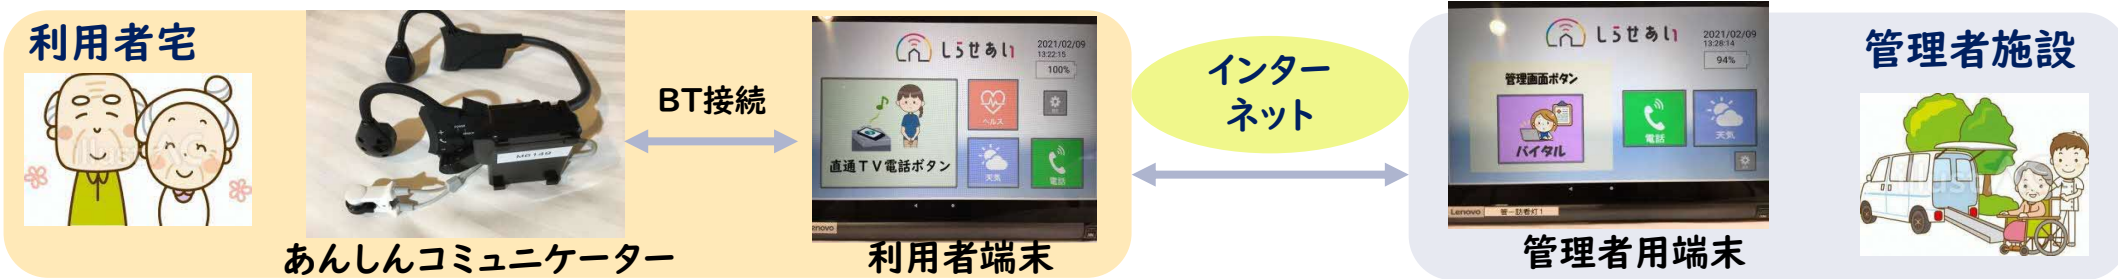 利用者宅
M6149
あんしんコミュニケーター
BT接続
しらせあい
2021/02/09
13:22:15
100%
直通TV電話ボタン
ヘルス
天気
電話
利用者端末
インター
ネット
しらせあい
2021/02/09
13:28:14
94%
管理画面ボタン
バイタル
電話
天気
Lenovo
管理者用端末
管理者施設